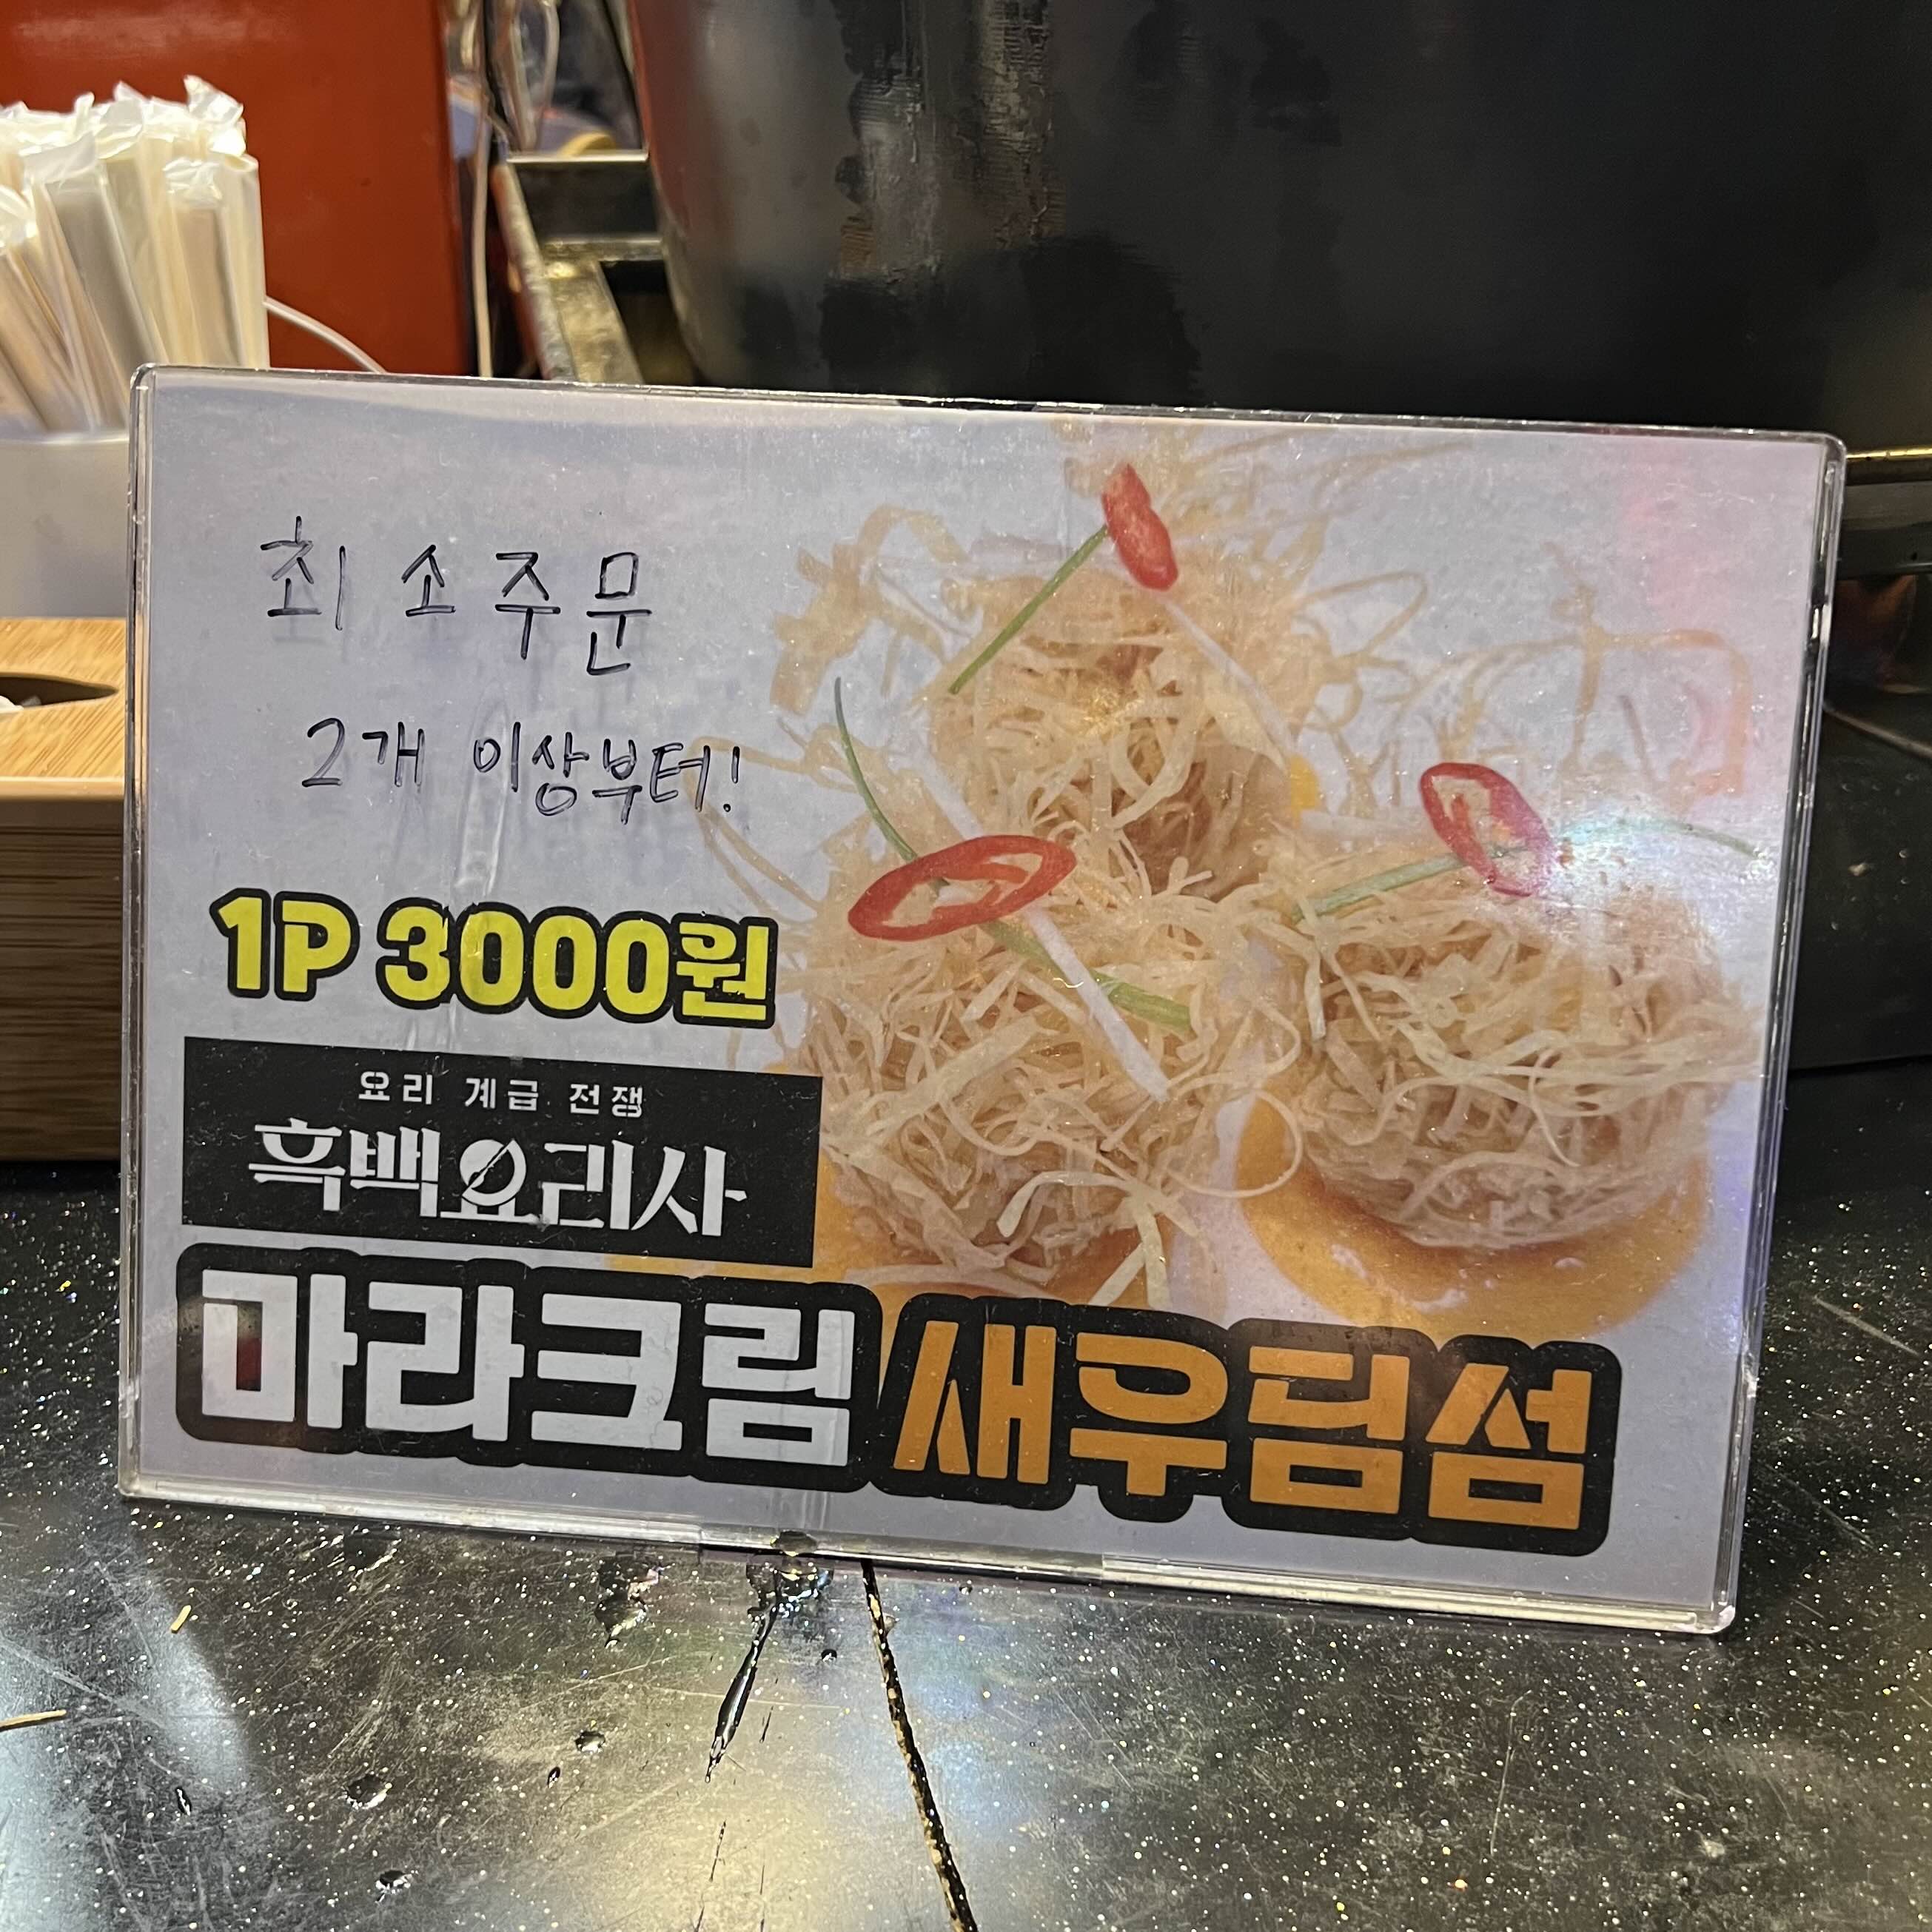 최소주문
2개 이상부터!
1P 3000원
요리 계급 전쟁
흑백요리사
마라크림 새우딤섬